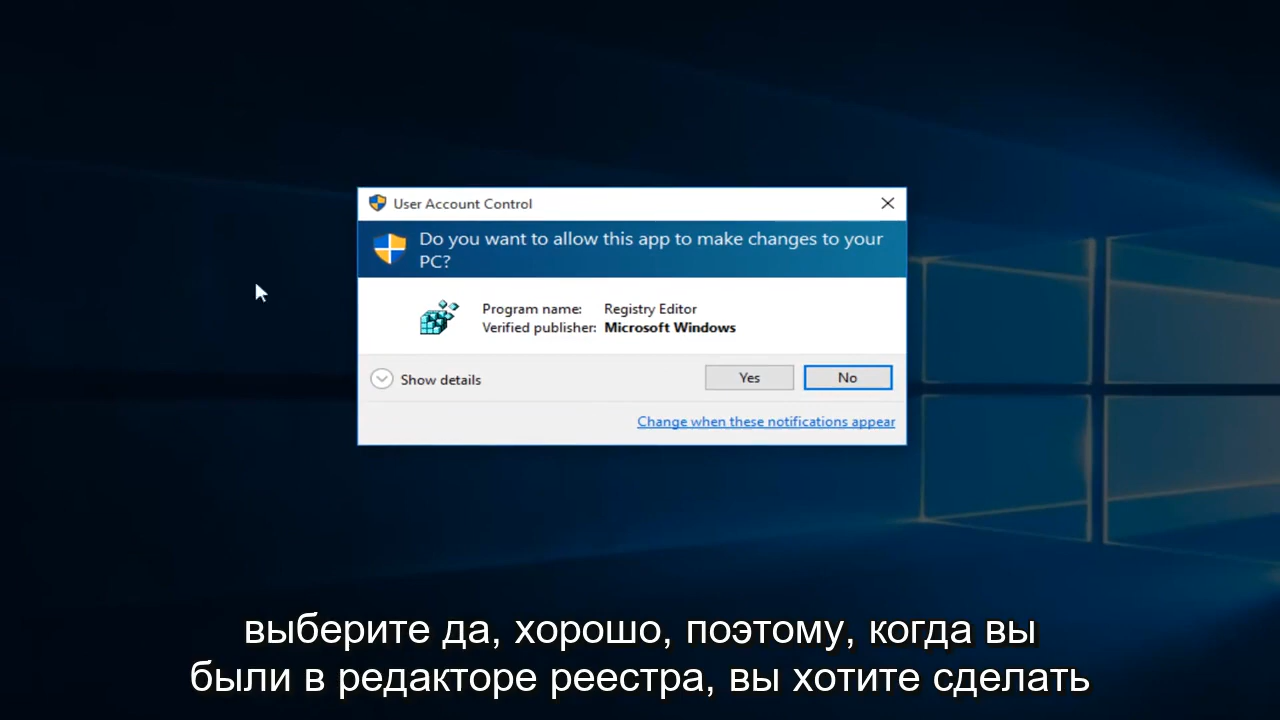 User Account Control
Do you want to allow this app to make changes to your
PC?
Program name: Registry Editor
Verified publisher: Microsoft Windows
Show details
Yes
No
Change when these notifications appear
выберите да, хорошо, поэтому, когда вы
были в редакторе реестра, вы хотите сделать